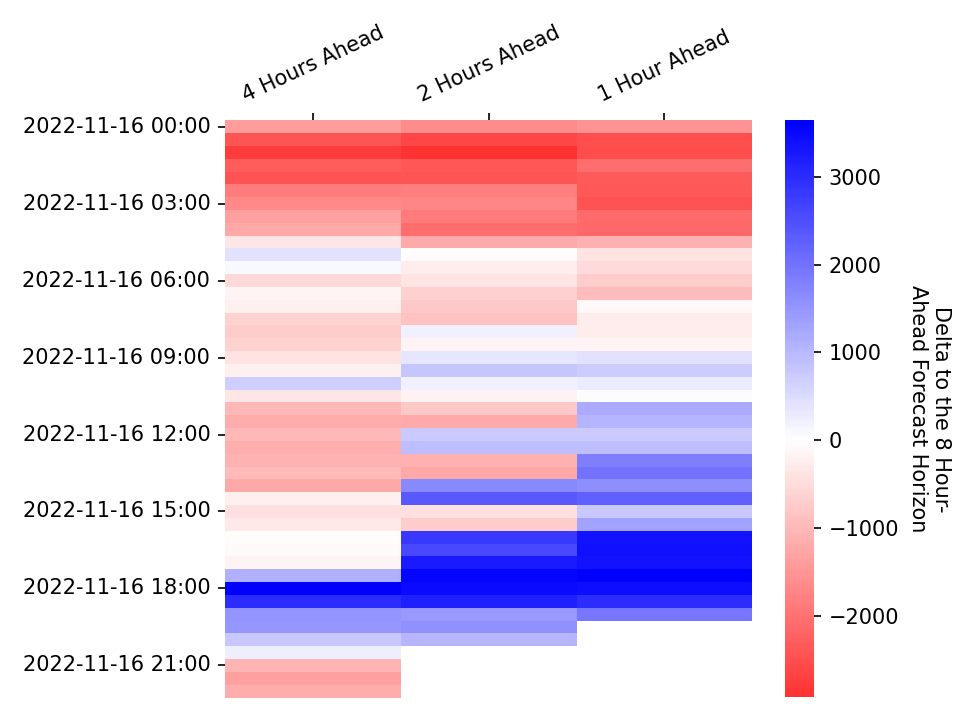 4 Hours Ahead
2 Hours Ahead
1 Hour Ahead
2022-11-16 00:00
2022-11-16 03:00
2022-11-16 06:00
2022-11-16 09:00
2022-11-16 12:00
2022-11-16 15:00
2022-11-16 18:00
2022-11-16 21:00
3000
2000
1000
0
−1000
−2000
Delta to the 8 Hour-
Ahead Forecast Horizon